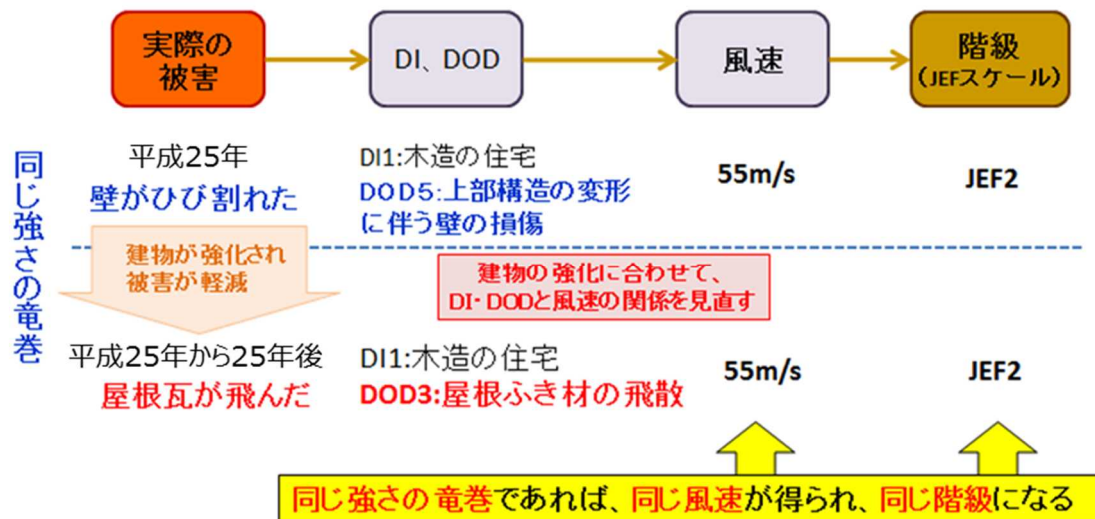 実際の
被害
DI、DOD
風速
階級
（JEFスケール）
同じ強さの竜巻
平成25年
壁がひび割れた
DI1:木造の住宅
DOD5:上部構造の変形
に伴う壁の損傷
55m/s
JEF2
建物が強化され
被害が軽減
建物の強化に合わせて、
DI・DODと風速の関係を見直す
平成25年から25年後
屋根瓦が飛んだ
DI1:木造の住宅
DOD3:屋根ふき材の飛散
55m/s
JEF2
同じ強さの竜巻であれば、同じ風速が得られ、同じ階級になる